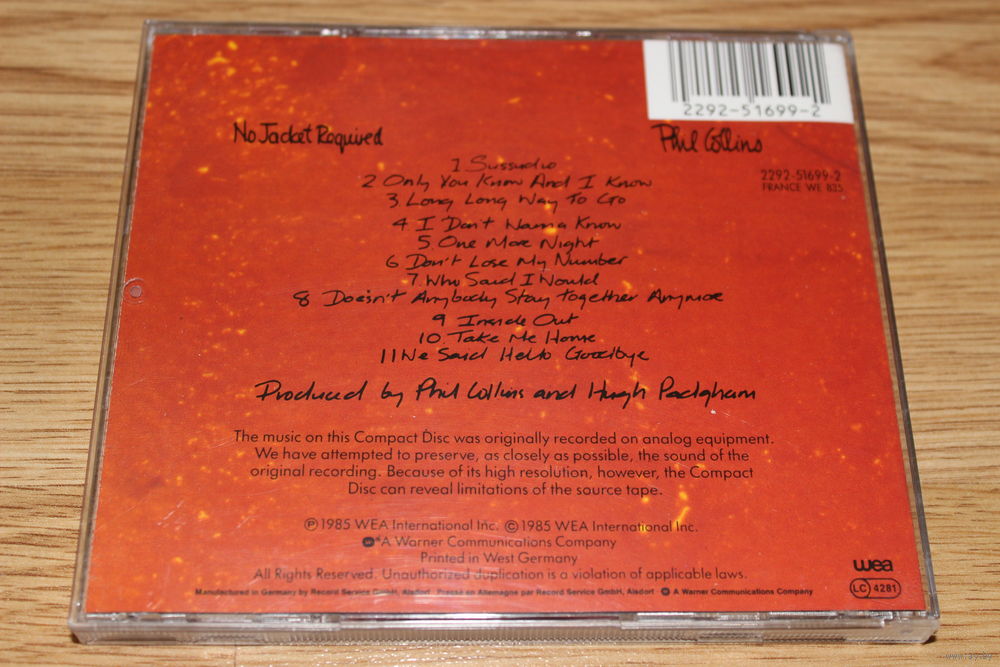 2292-51699-2
No Jacket Required
Phil Collins
1 Sussudio
2 Only You Know And I Know
3 Long Long Way To Go
4 I Don't Wanna Know
5 One More Night
6 Don't Lose My Number
7 Who Said I Would
8 Doesn't Anybody Stay Together Anymore
9 Inside Out
10 Take Me Home
11 We Said Hello Goodbye
2292-51699-2
FRANCE WE 835
Produced by Phil Collins and Hugh Padgham
The music on this Compact Disc was originally recorded on analog equipment.
We have attempted to preserve, as closely as possible, the sound of the
original recording. Because of its high resolution, however, the Compact
Disc can reveal limitations of the source tape.
℗1985 WEA International Inc. ©1985 WEA International Inc.
*A Warner Communications Company
Printed in West Germany
All Rights Reserved. Unauthorized duplication is a violation of applicable laws.
Manufactured in Germany by Record Service GmbH, Alsdorf · Pressé en Allemagne par Record Service GmbH, Alsdorf A Warner Communications Company
wea
LC 4281